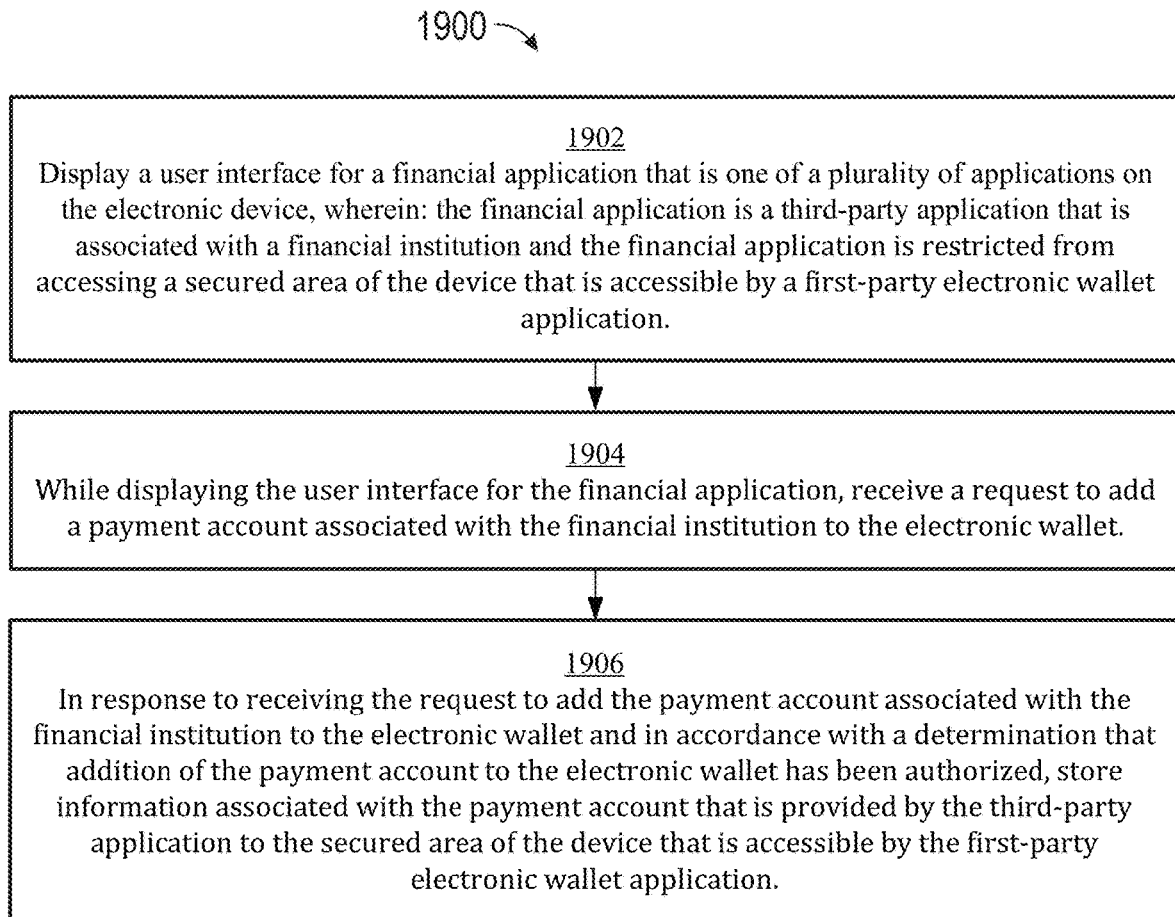 1900
1902
Display a user interface for a financial application that is one of a plurality of applications on
the electronic device, wherein: the financial application is a third-party application that is
associated with a financial institution and the financial application is restricted from
accessing a secured area of the device that is accessible by a first-party electronic wallet
application.
1904
While displaying the user interface for the financial application, receive a request to add
a payment account associated with the financial institution to the electronic wallet.
1906
In response to receiving the request to add the payment account associated with the
financial institution to the electronic wallet and in accordance with a determination that
addition of the payment account to the electronic wallet has been authorized, store
information associated with the payment account that is provided by the third-party
application to the secured area of the device that is accessible by the first-party
electronic wallet application.